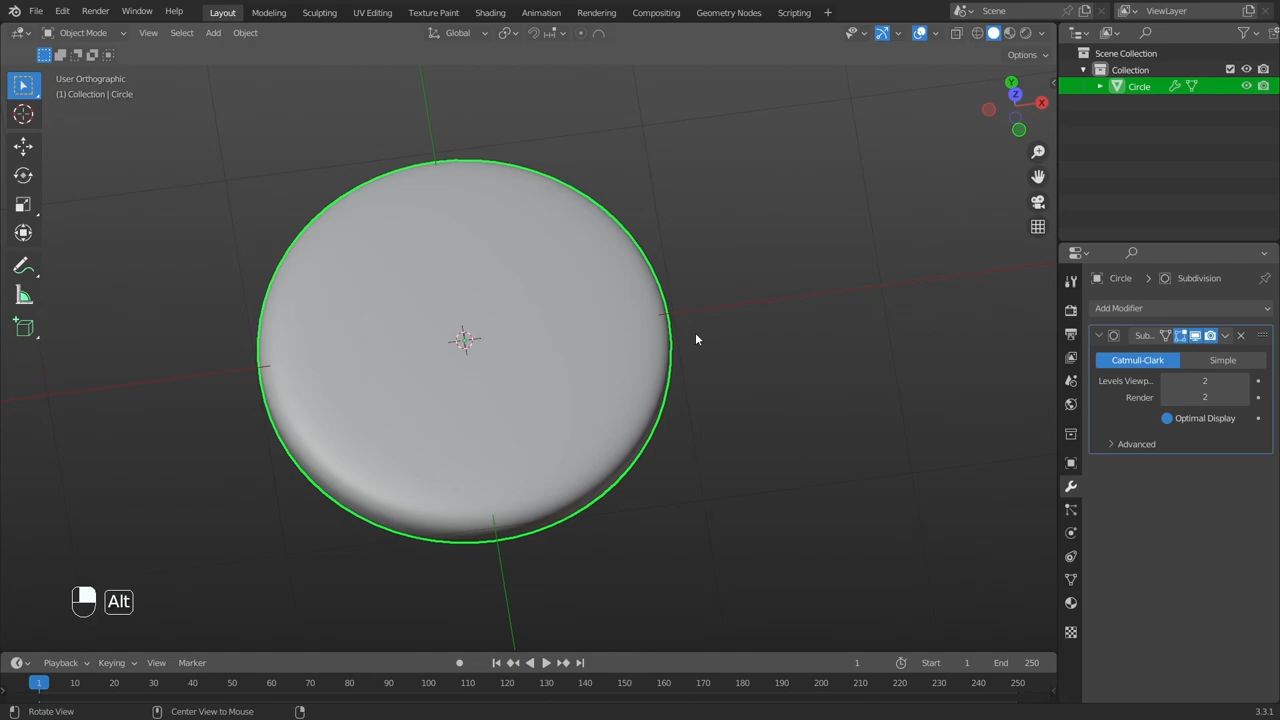 File Edit Render Window Help Layout Modeling Sculpting UV Editing Texture Paint Shading Animation Rendering Compositing Geometry Nodes Scripting + Scene ViewLayer
Object Mode View Select Add Object Global
Options
User Orthographic
(1) Collection | Circle
Y
Z
X
Scene Collection
Collection
Circle
Circle > Subdivision
Add Modifier
Sub..
Catmull-Clark Simple
Levels Viewp.. 2
Render 2
Optimal Display
Advanced
Alt
Playback Keying View Marker 1 Start 1 End 250
1 10 20 30 40 50 60 70 80 90 100 110 120 130 140 150 160 170 180 190 200 210 220 230 240 250
Rotate View Center View to Mouse 3.3.1